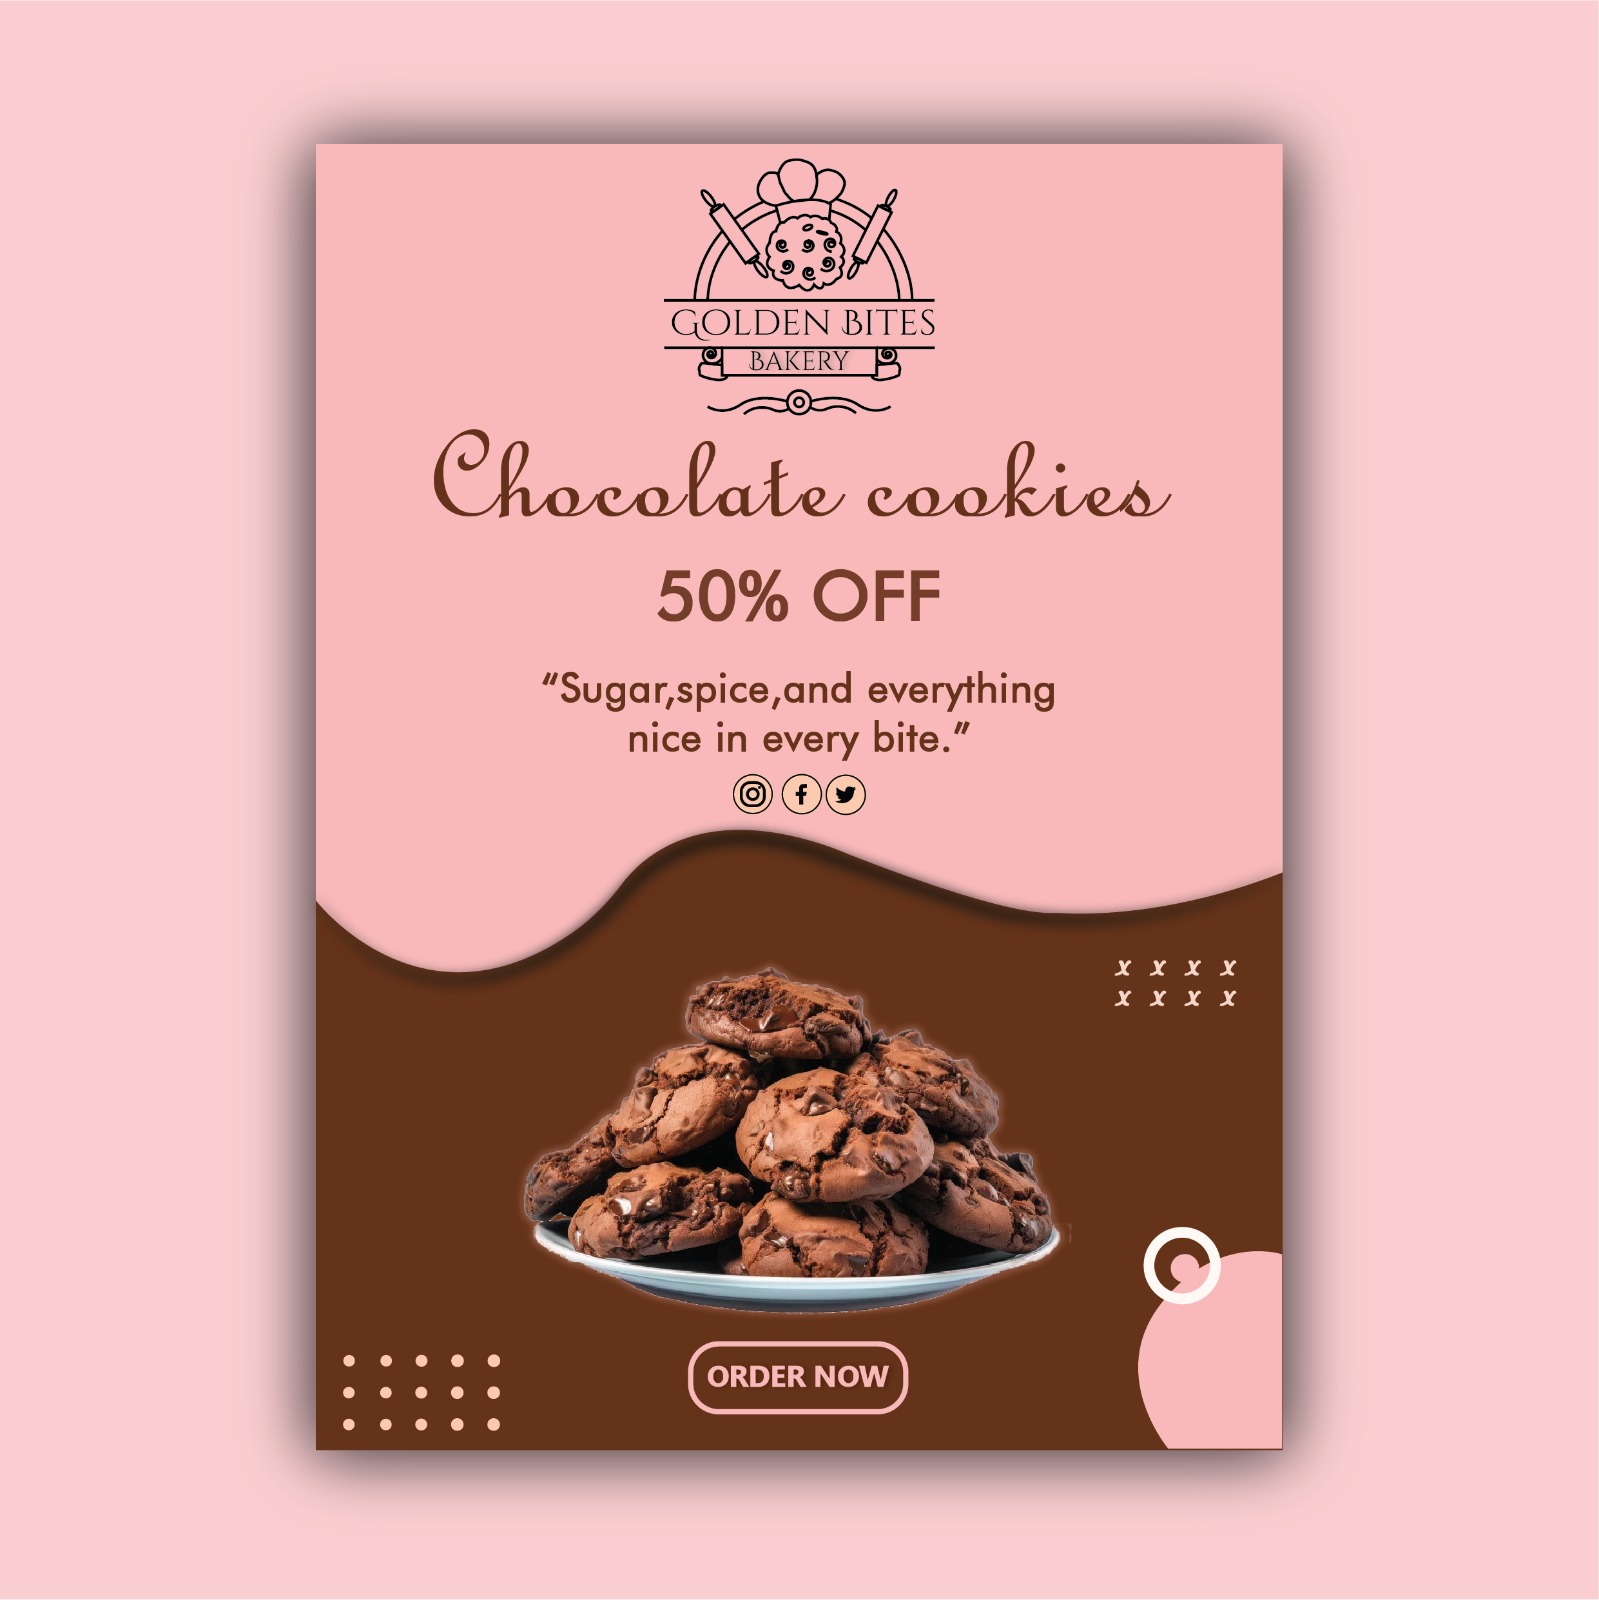 GOLDEN BITES
BAKERY
Chocolate cookies
50% OFF
“Sugar,spice,and everything
nice in every bite.”
x x x x
x x x x
ORDER NOW